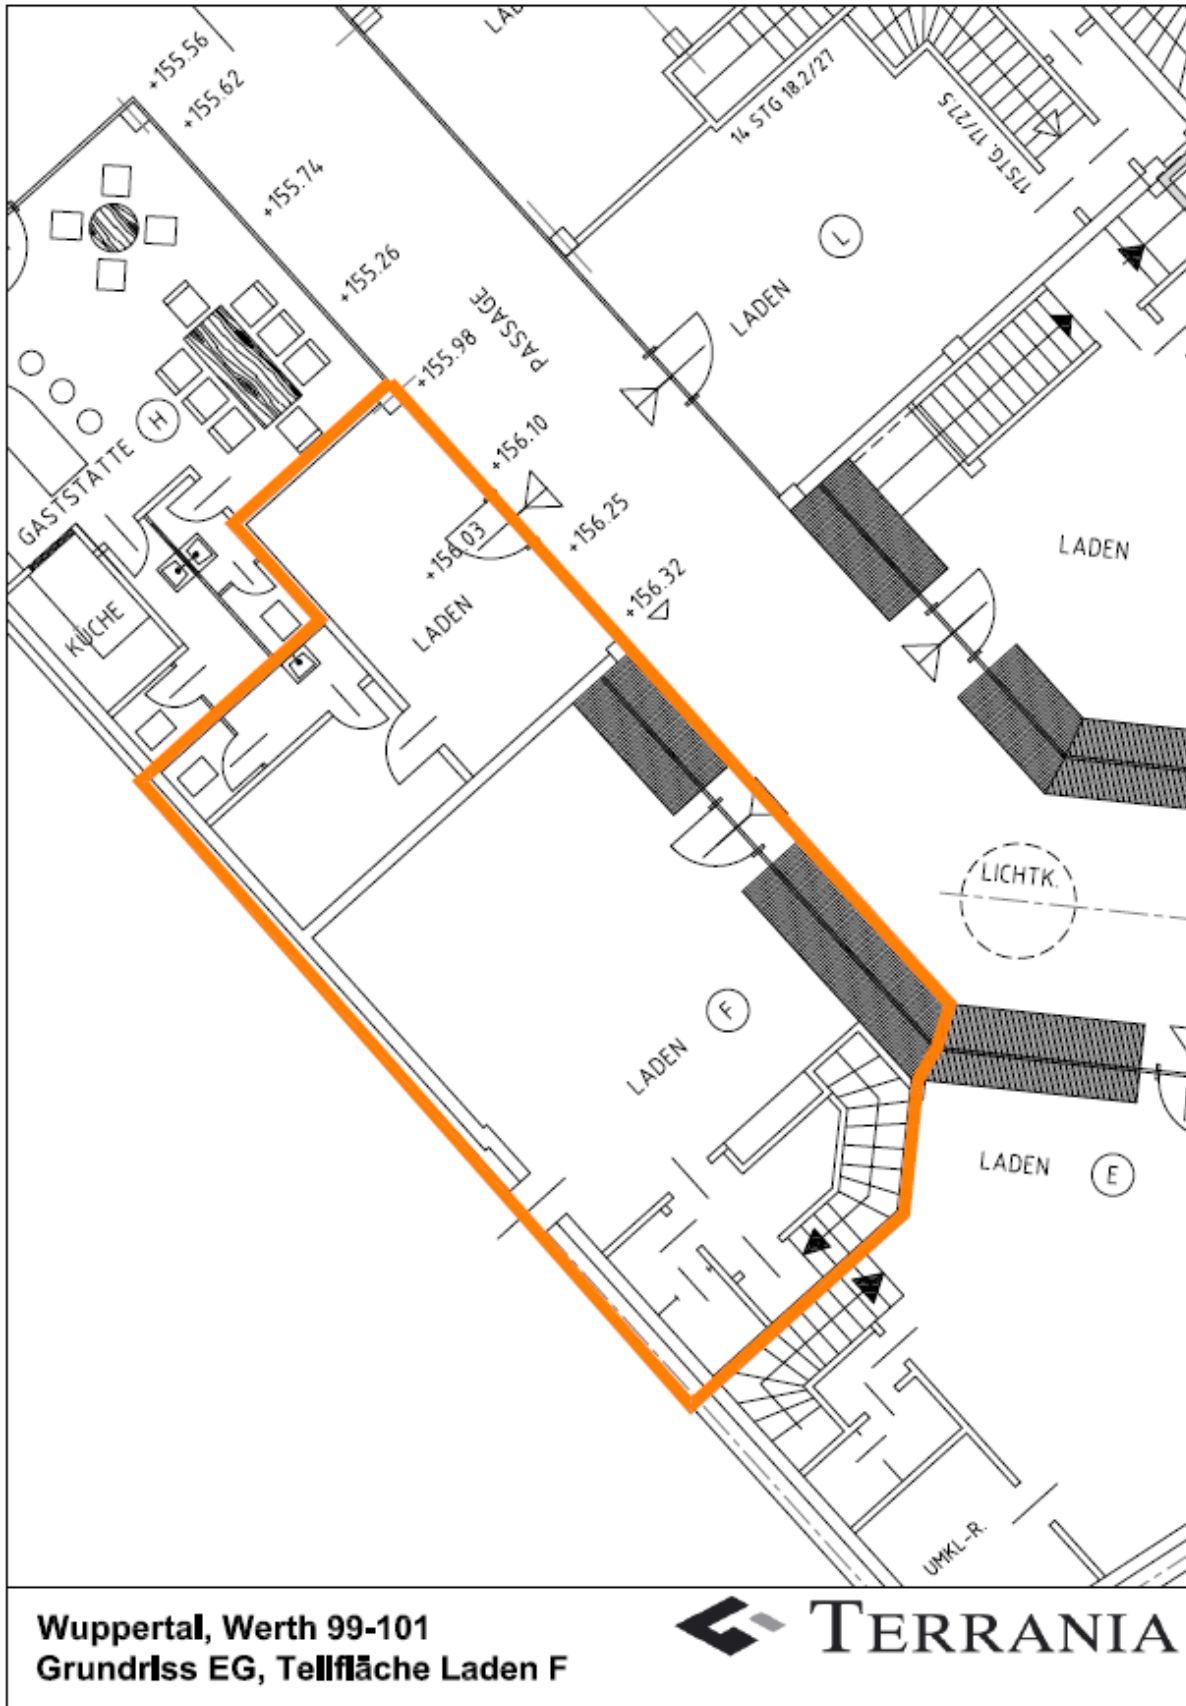 +155.56
+155.62
LAD
14 STG 18.2/27
17STG. 17/27.5
+155.74
L
+155.26
LADEN
PASSAGE
+155.98
H
GASTSTÄTTE
+156.10
+156.25
+156.03
LADEN
+156.32
LADEN
KÜCHE
LICHTK.
F
LADEN
LADEN
E
UMKL-R.
Wuppertal, Werth 99-101
Grundriss EG, Teilfläche Laden F
TERRANIA